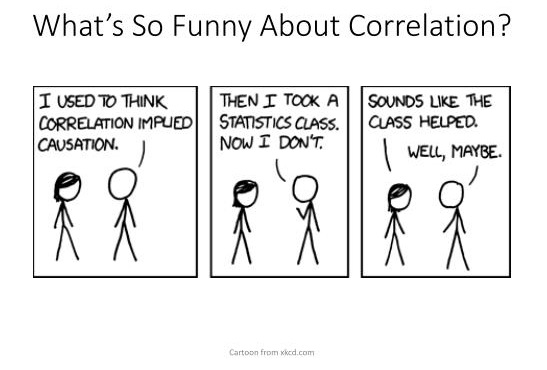 What’s So Funny About Correlation?
I USED TO THINK
CORRELATION IMPLIED
CAUSATION.
THEN I TOOK A
STATISTICS CLASS.
NOW I DON'T.
SOUNDS LIKE THE
CLASS HELPED.
WELL, MAYBE.
Cartoon from xkcd.com